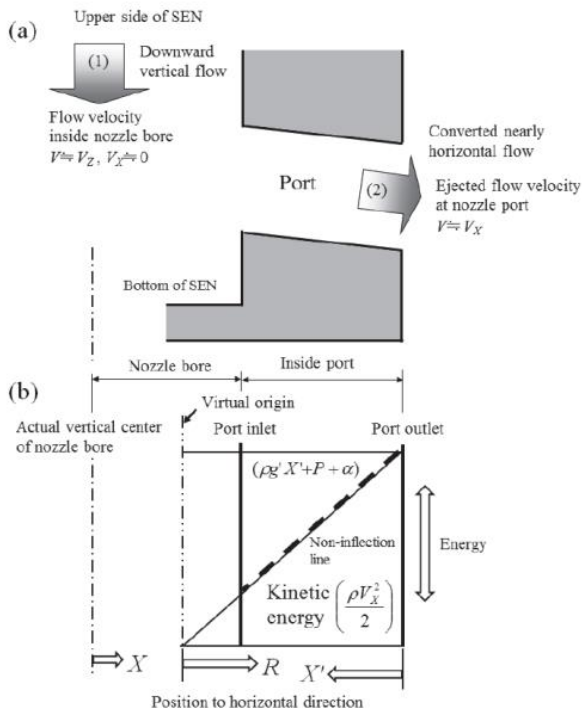 Upper side of SEN
(a)
(1)
Downward
vertical flow
Flow velocity
inside nozzle bore
V≒V_Z , V_X≒0
Port
(2)
Converted nearly
horizontal flow
Ejected flow velocity
at nozzle port
V≒V_X
Bottom of SEN
Nozzle bore
Inside port
(b)
Virtual origin
Actual vertical center
of nozzle bore
Port inlet
Port outlet
(ρg'X'+P+α)
Non-inflection
line
Energy
Kinetic
energy (ρV_X^2/2)
X
R
X'
Position to horizontal direction